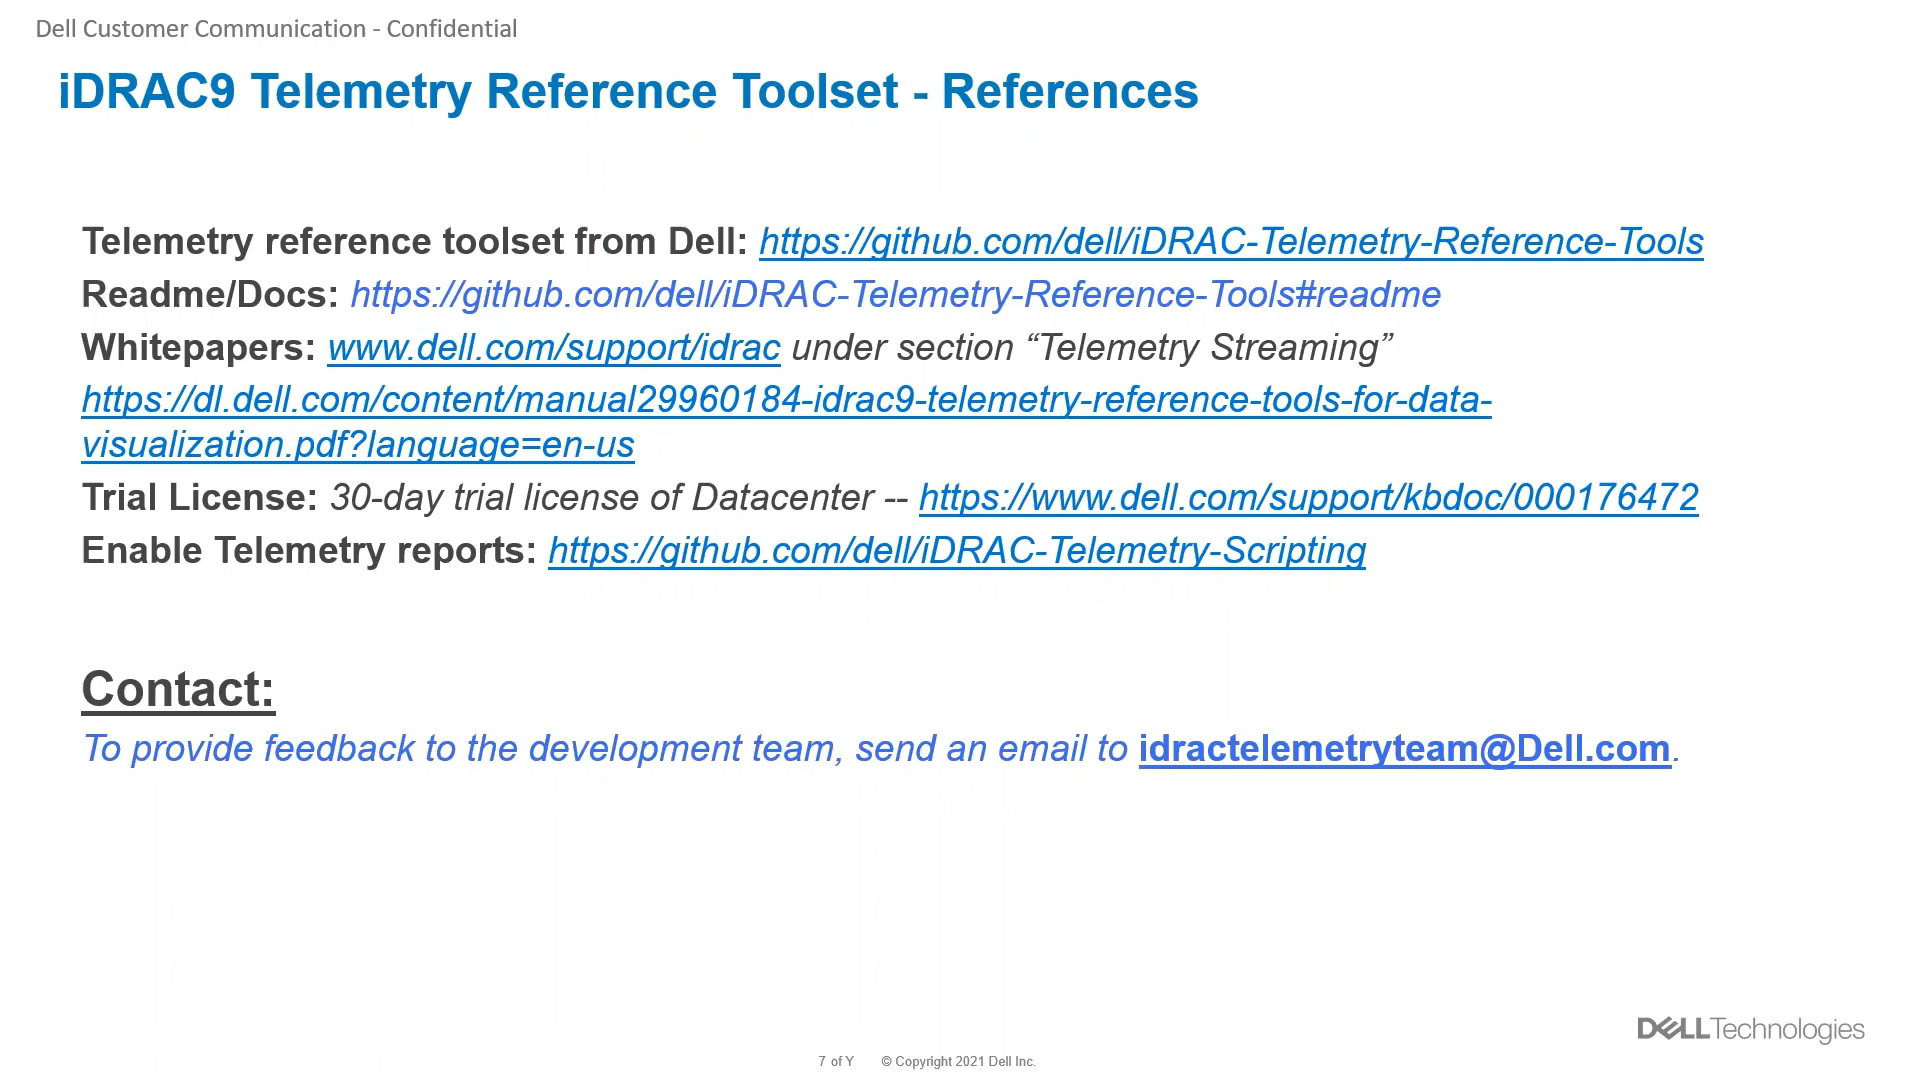 Dell Customer Communication - Confidential
iDRAC9 Telemetry Reference Toolset - References
Telemetry reference toolset from Dell: https://github.com/dell/iDRAC-Telemetry-Reference-Tools
Readme/Docs: https://github.com/dell/iDRAC-Telemetry-Reference-Tools#readme
Whitepapers: www.dell.com/support/idrac under section “Telemetry Streaming”
https://dl.dell.com/content/manual29960184-idrac9-telemetry-reference-tools-for-data-
visualization.pdf?language=en-us
Trial License: 30-day trial license of Datacenter -- https://www.dell.com/support/kbdoc/000176472
Enable Telemetry reports: https://github.com/dell/iDRAC-Telemetry-Scripting
Contact:
To provide feedback to the development team, send an email to idractelemetryteam@Dell.com.
DELLTechnologies
7 of Y © Copyright 2021 Dell Inc.